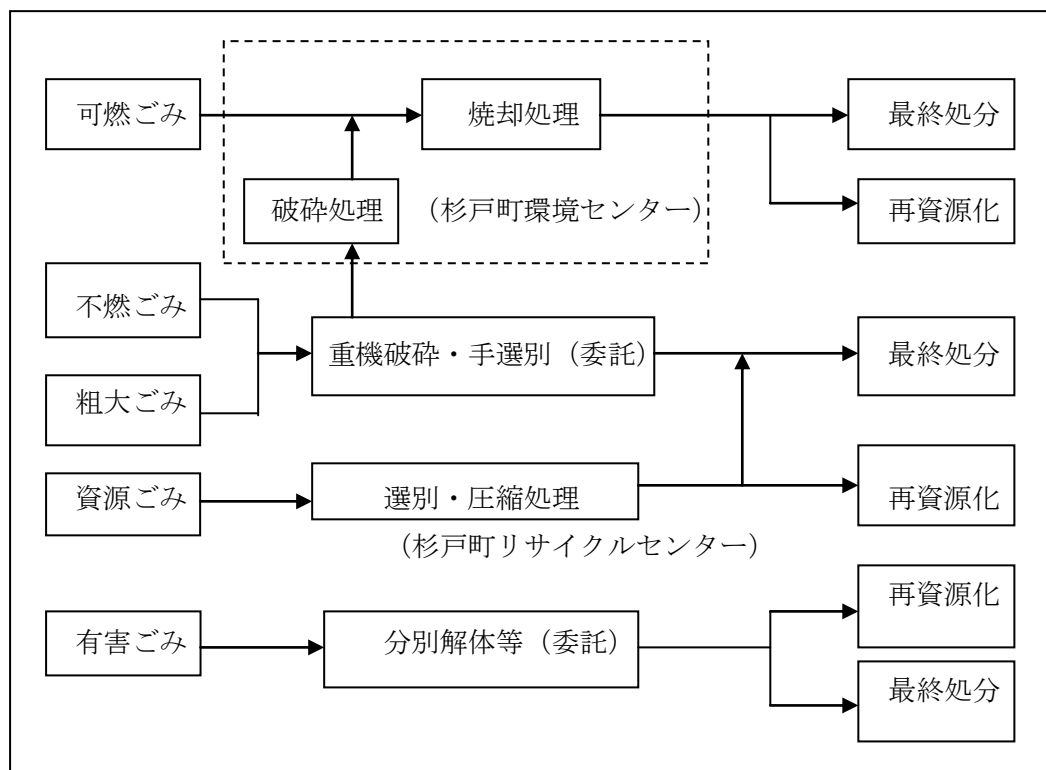 可燃ごみ
焼却処理
最終処分
破砕処理
（杉戸町環境センター）
再資源化
不燃ごみ
重機破砕・手選別（委託）
最終処分
粗大ごみ
資源ごみ
選別・圧縮処理
再資源化
（杉戸町リサイクルセンター）
再資源化
有害ごみ
分別解体等（委託）
最終処分